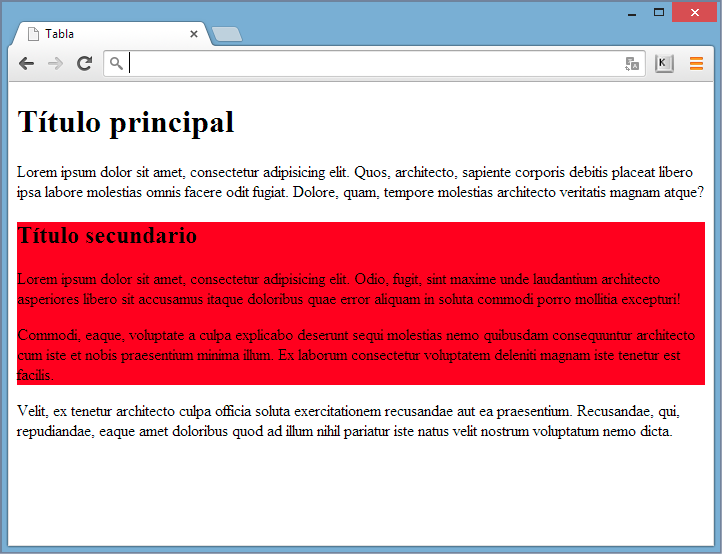 Tabla
K
Título principal
Lorem ipsum dolor sit amet, consectetur adipisicing elit. Quos, architecto, sapiente corporis debitis placeat libero
ipsa labore molestias omnis facere odit fugiat. Dolore, quam, tempore molestias architecto veritatis magnam atque?
Título secundario
Lorem ipsum dolor sit amet, consectetur adipisicing elit. Odio, fugit, sint maxime unde laudantium architecto
asperiores libero sit accusamus itaque doloribus quae error aliquam in soluta commodi porro mollitia excepturi!
Commodi, eaque, voluptate a culpa explicabo deserunt sequi molestias nemo quibusdam consequuntur architecto
cum iste et nobis praesentium minima illum. Ex laborum consectetur voluptatem deleniti magnam iste tenetur est
facilis.
Velit, ex tenetur architecto culpa officia soluta exercitationem recusandae aut ea praesentium. Recusandae, qui,
repudiandae, eaque amet doloribus quod ad illum nihil pariatur iste natus velit nostrum voluptatum nemo dicta.